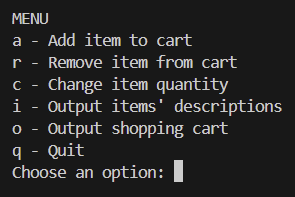 MENU
a - Add item to cart
r - Remove item from cart
c - Change item quantity
i - Output items' descriptions
o - Output shopping cart
q - Quit
Choose an option: